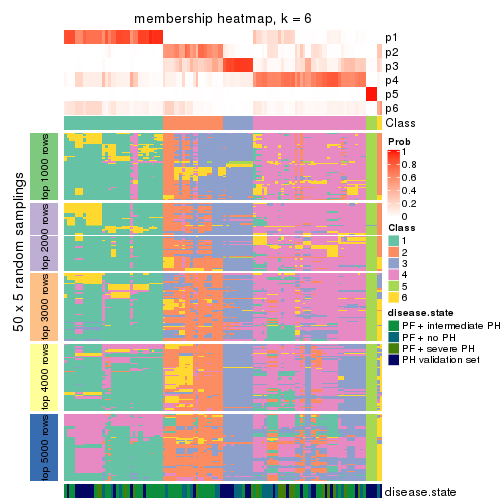 membership heatmap, k = 6
p1
p2
p3
p4
p5
p6
Class
50 x 5 random samplings
top 1000 rows
top 2000 rows
top 3000 rows
top 4000 rows
top 5000 rows
Prob
1
0.8
0.6
0.4
0.2
0
Class
1
2
3
4
5
6
disease.state
PF+ intermediate PH
PF+ no PH
PF+ severe PH
PH validation set
disease.state